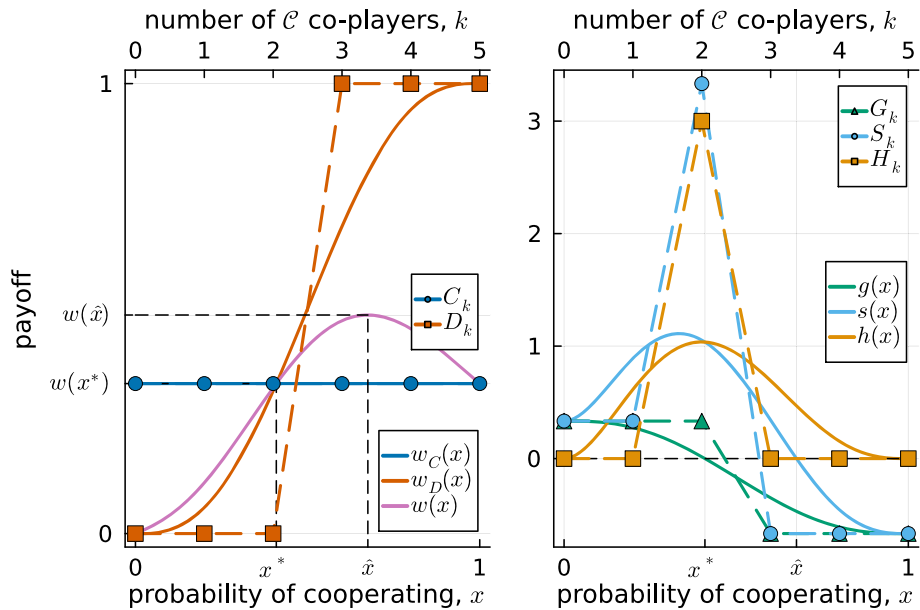 number of 𝒞 co-players, k
0 1 2 3 4 5
payoff
1
w(x̂)
w(x*)
0
C_k
D_k
w_C(x)
w_D(x)
w(x)
0 x* x̂ 1
probability of cooperating, x
number of 𝒞 co-players, k
0 1 2 3 4 5
3
2
1
0
G_k
S_k
H_k
g(x)
s(x)
h(x)
0 x* x̂ 1
probability of cooperating, x